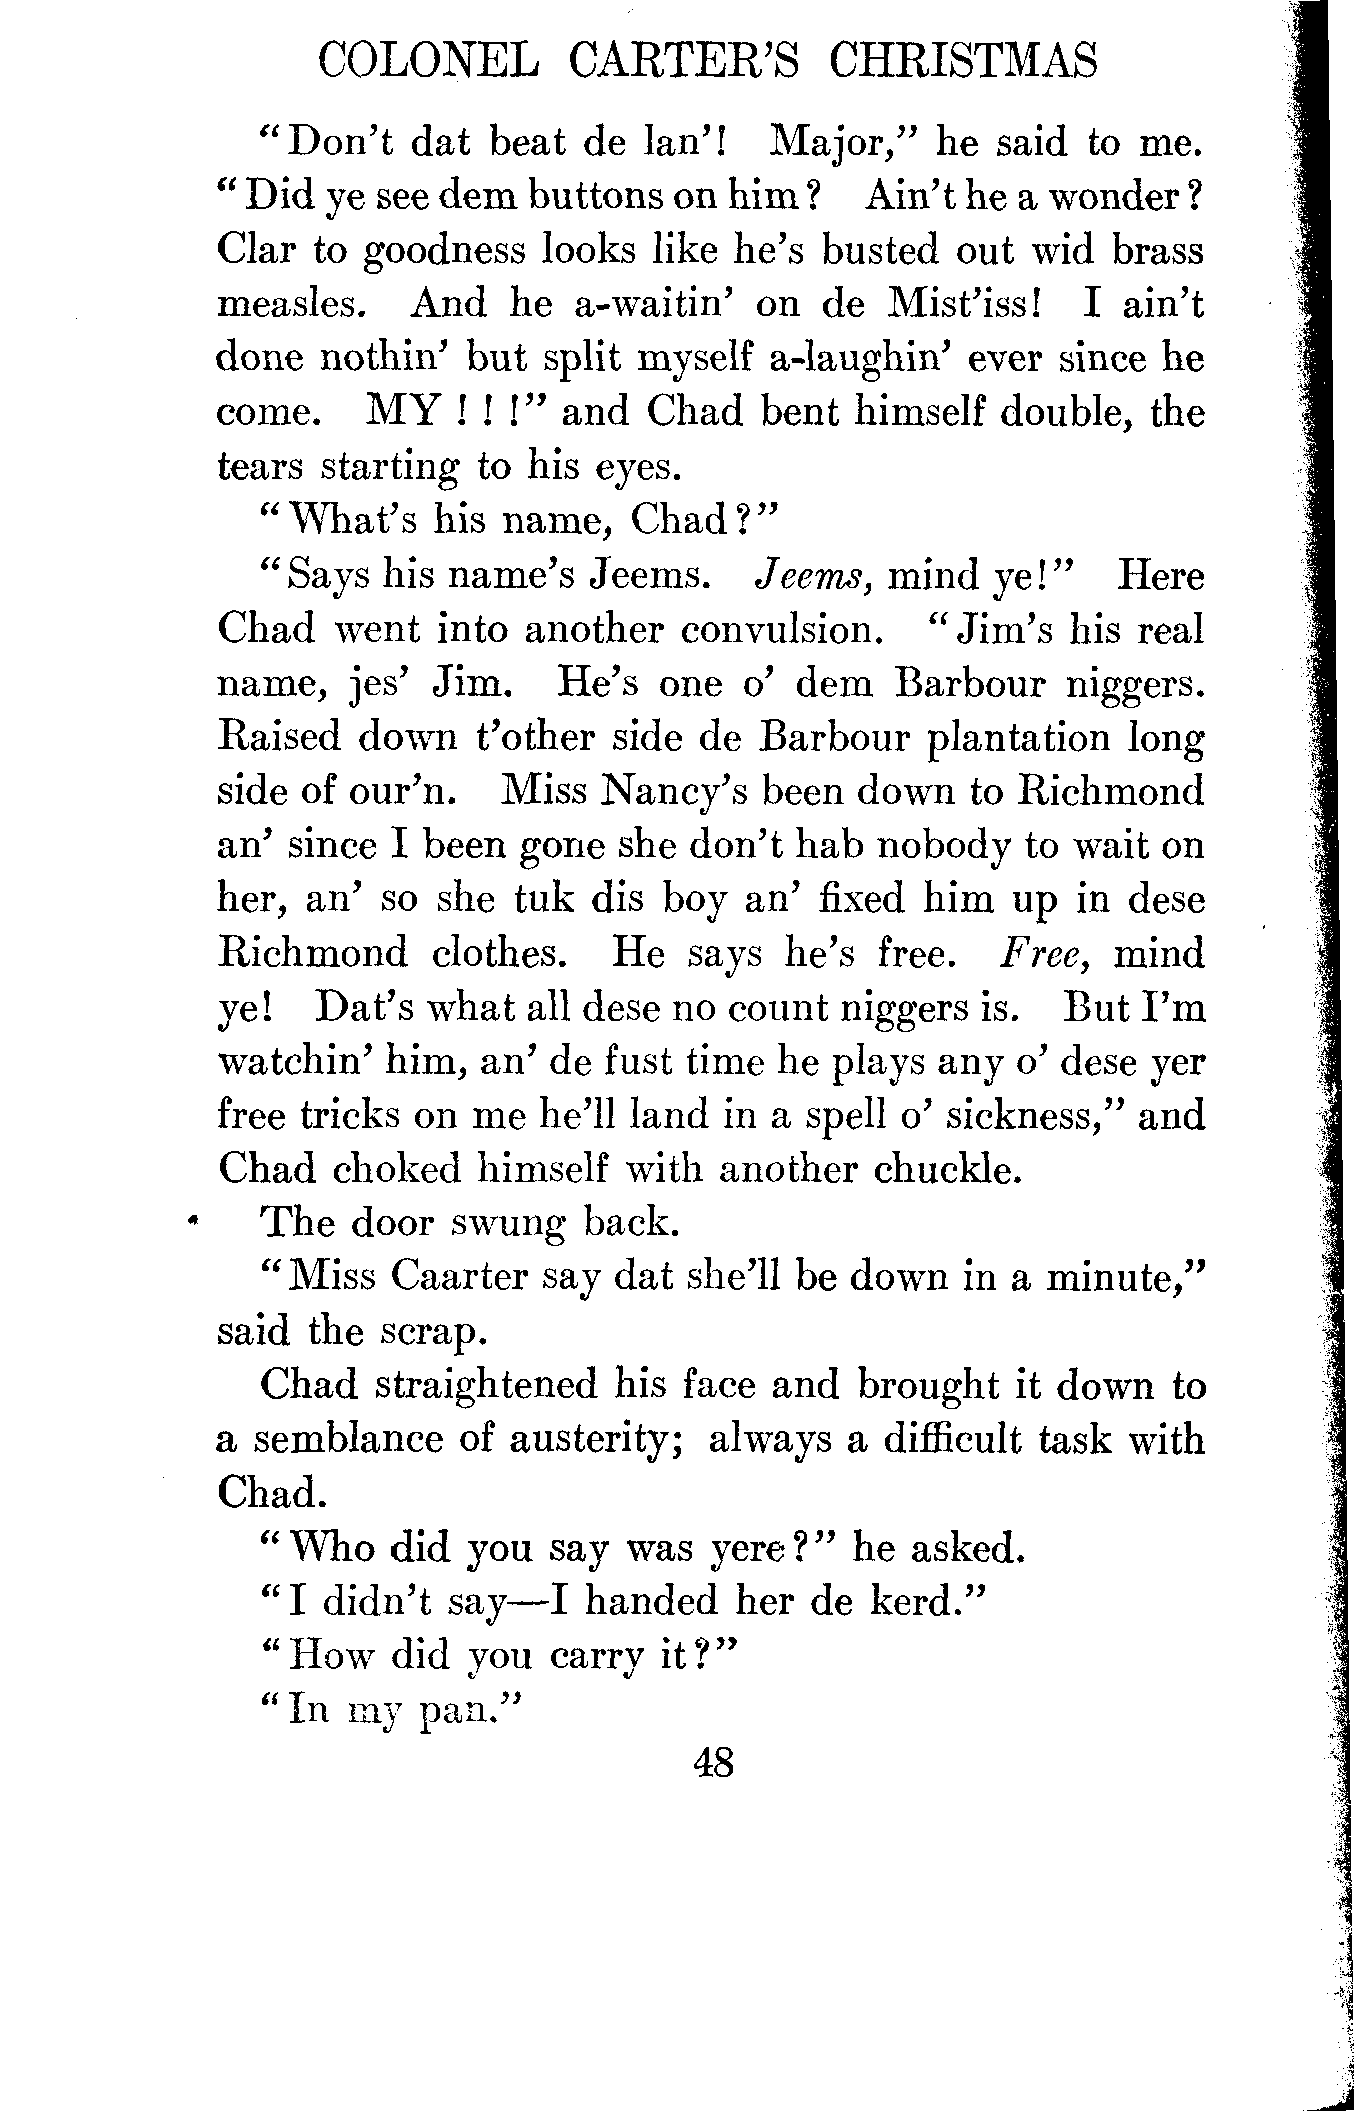 COLONEL CARTER'S CHRISTMAS
"Don't dat beat de lan'! Major," he said to me.
"Did ye see dem buttons on him? Ain't he a wonder?
Clar to goodness looks like he's busted out wid brass
measles. And he a-waitin' on de Mist'iss! I ain't
done nothin' but split myself a-laughin' ever since he
come. MY ! ! !" and Chad bent himself double, the
tears starting to his eyes.
"What's his name, Chad?"
"Says his name's Jeems. Jeems, mind ye!" Here
Chad went into another convulsion. "Jim's his real
name, jes' Jim. He's one o' dem Barbour niggers.
Raised down t'other side de Barbour plantation long
side of our'n. Miss Nancy's been down to Richmond
an' since I been gone she don't hab nobody to wait on
her, an' so she tuk dis boy an' fixed him up in dese
Richmond clothes. He says he's free. Free, mind
ye! Dat's what all dese no count niggers is. But I'm
watchin' him, an' de fust time he plays any o' dese yer
free tricks on me he'll land in a spell o' sickness," and
Chad choked himself with another chuckle.
The door swung back.
"Miss Caarter say dat she'll be down in a minute,"
said the scrap.
Chad straightened his face and brought it down to
a semblance of austerity; always a difficult task with
Chad.
"Who did you say was yere?" he asked.
"I didn't say—I handed her de kerd."
"How did you carry it?"
"In my pan."
48